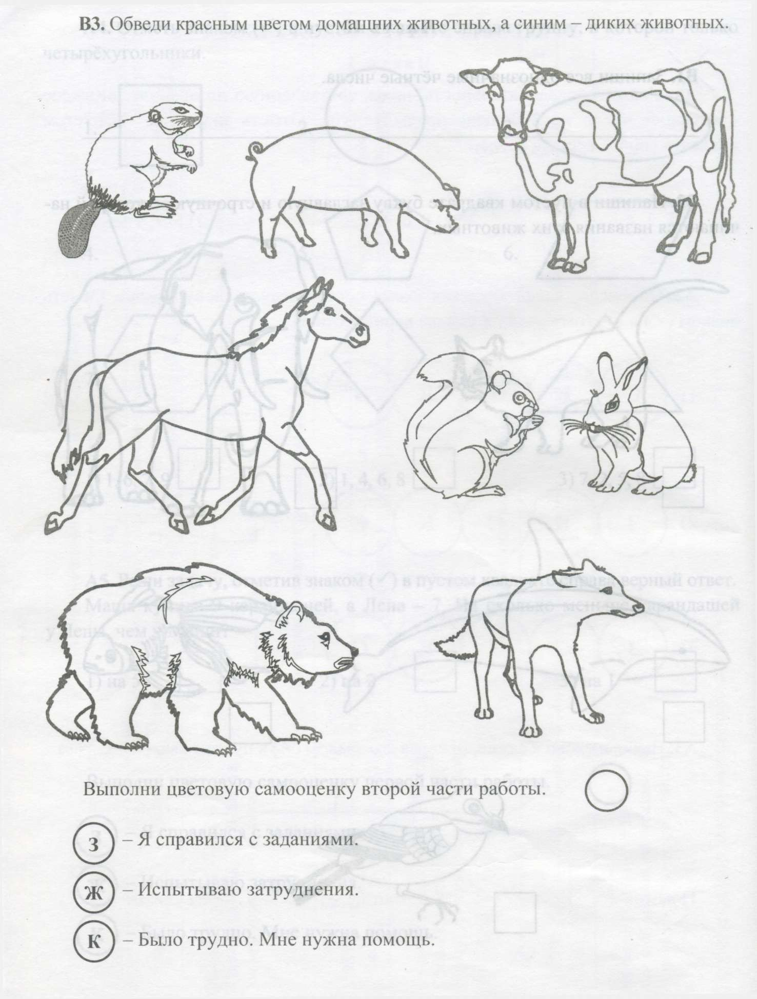 В3. Обведи красным цветом домашних животных, а синим – диких животных.
Выполни цветовую самооценку второй части работы.
З – Я справился с заданиями.
Ж – Испытываю затруднения.
К – Было трудно. Мне нужна помощь.